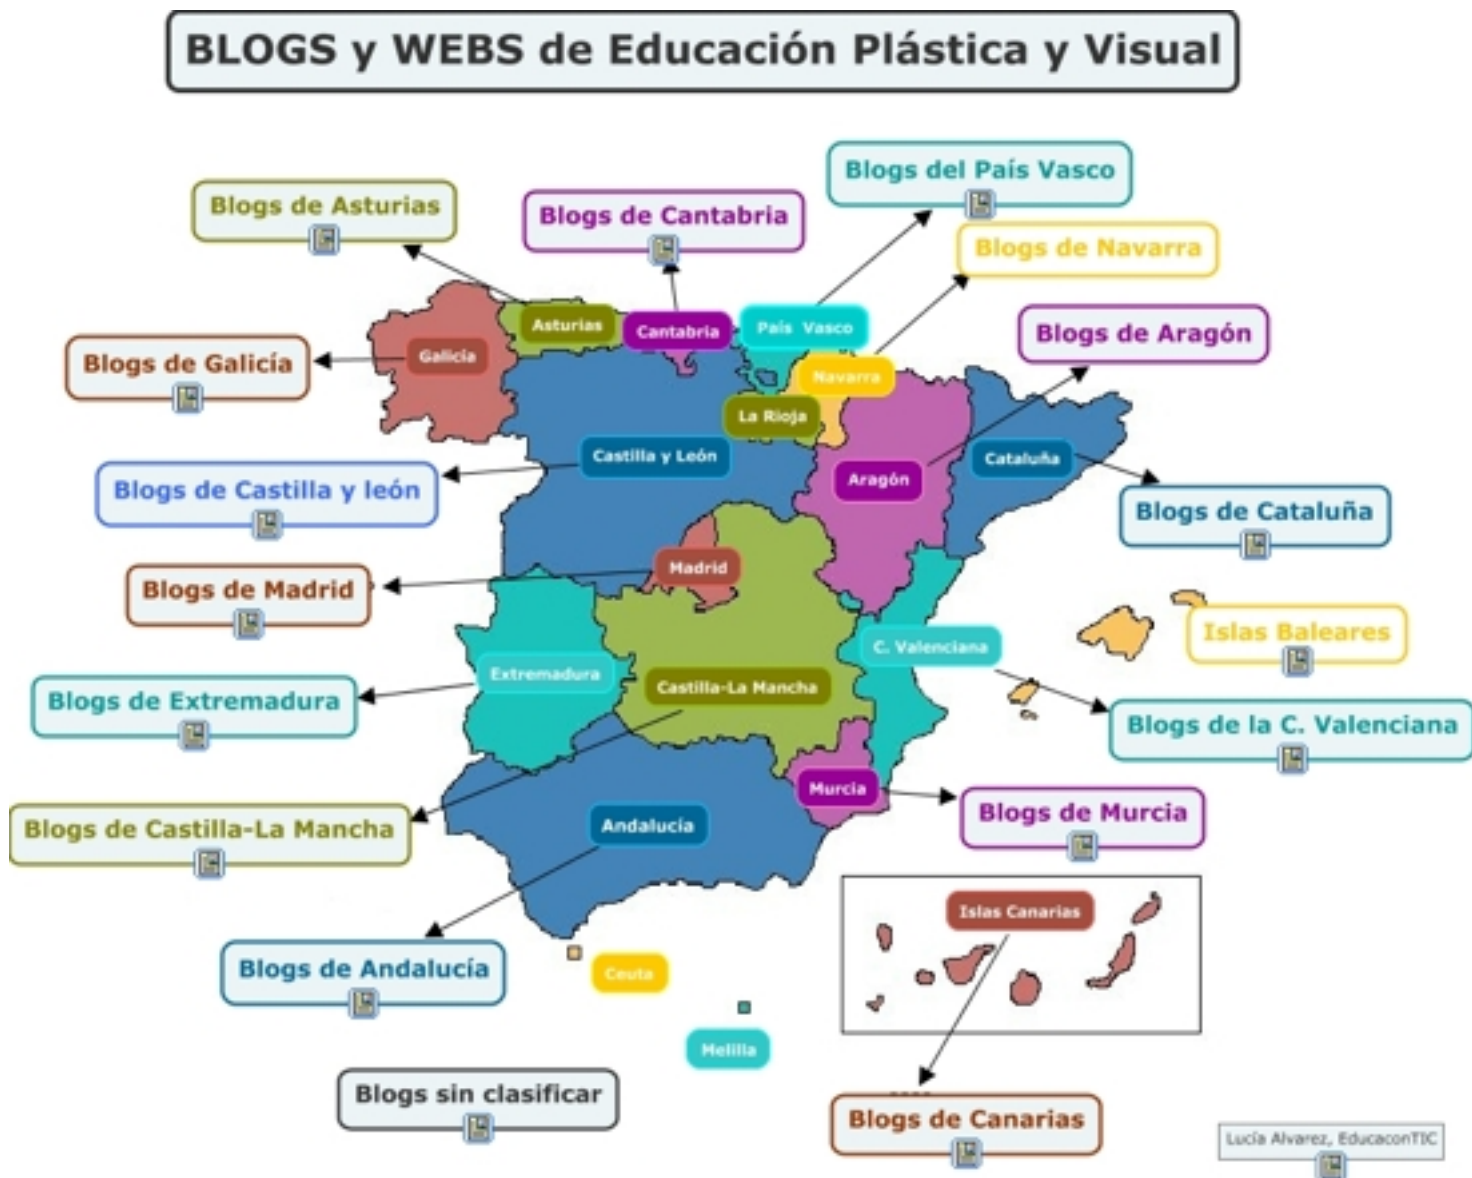 BLOGS y WEBS de Educación Plástica y Visual
Blogs del País Vasco
Blogs de Asturias
Blogs de Cantabria
Blogs de Navarra
Asturias
Cantabria
País Vasco
Blogs de Aragón
Galicía
Blogs de Galicía
Navarra
La Rioja
Castilla y León
Cataluña
Aragón
Blogs de Castilla y león
Blogs de Cataluña
Madrid
Blogs de Madrid
Islas Baleares
C. Valenciana
Extremadura
Castilla-La Mancha
Blogs de Extremadura
Blogs de la C. Valenciana
Murcia
Blogs de Murcia
Blogs de Castilla-La Mancha
Andalucía
Islas Canarias
Blogs de Andalucía
Ceuta
Melilla
Blogs sin clasificar
Blogs de Canarias
Lucía Alvarez, EducaconTIC